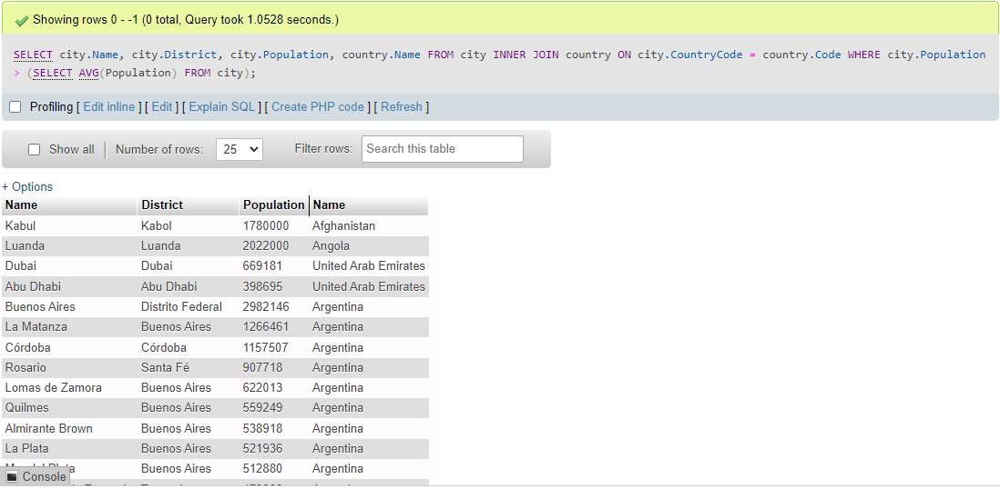 Showing rows 0 - -1 (0 total, Query took 1.0528 seconds.)
SELECT city.Name, city.District, city.Population, country.Name FROM city INNER JOIN country ON city.CountryCode = country.Code WHERE city.Population
> (SELECT AVG(Population) FROM city);
Profiling [ Edit inline ] [ Edit ] [ Explain SQL ] [ Create PHP code ] [ Refresh ]
Show all Number of rows: 25 Filter rows: Search this table
+ Options
Name District Population Name
Kabul Kabol 1780000 Afghanistan
Luanda Luanda 2022000 Angola
Dubai Dubai 669181 United Arab Emirates
Abu Dhabi Abu Dhabi 398695 United Arab Emirates
Buenos Aires Distrito Federal 2982146 Argentina
La Matanza Buenos Aires 1266461 Argentina
Córdoba Córdoba 1157507 Argentina
Rosario Santa Fé 907718 Argentina
Lomas de Zamora Buenos Aires 622013 Argentina
Quilmes Buenos Aires 559249 Argentina
Almirante Brown Buenos Aires 538918 Argentina
La Plata Buenos Aires 521936 Argentina
Buenos Aires 512880 Argentina
Console